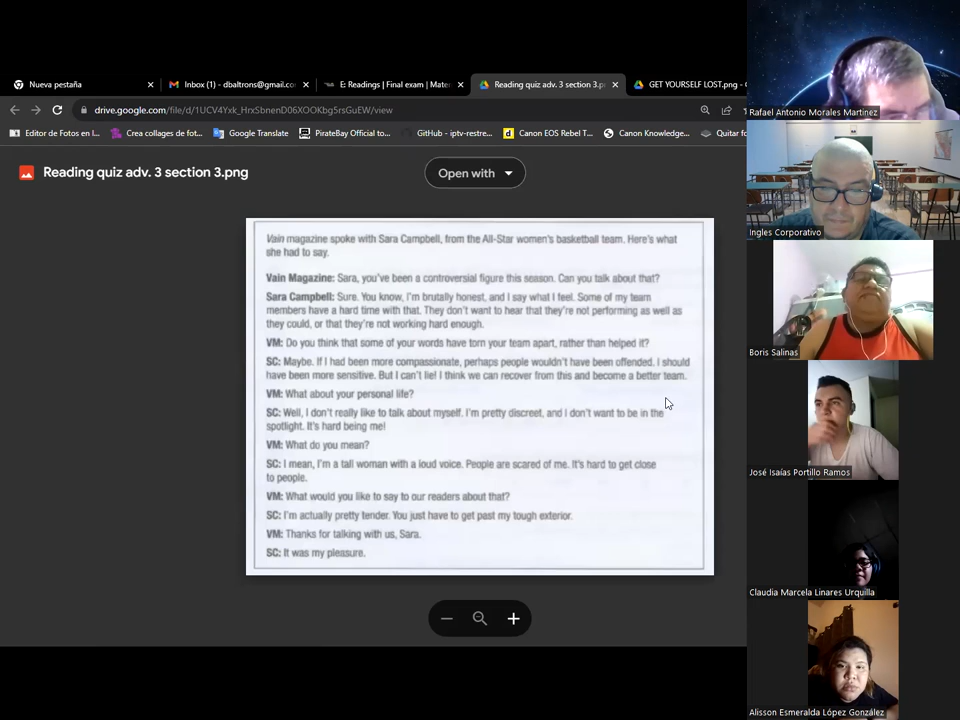 Nueva pestaña
Inbox (1) - dbaltrons@gmail.co
E: Readings | Final exam | Mate
Reading quiz adv. 3 section 3.p
GET YOURSELF LOST.png -
drive.google.com/file/d/1UCV4Yxk_HrxSbnenD06XOOKbg5rsGuEW/view
Editor de Fotos en l...
Crea collages de fot...
Google Translate
PirateBay Official to...
GitHub - iptv-restre...
Canon EOS Rebel T...
Canon Knowledge...
Quitar fo
Reading quiz adv. 3 section 3.png
Open with
Vain magazine spoke with Sara Campbell, from the All-Star women's basketball team. Here's what
she had to say.
Vain Magazine: Sara, you've been a controversial figure this season. Can you talk about that?
Sara Campbell: Sure. You know, I'm brutally honest, and I say what I feel. Some of my team
members have a hard time with that. They don't want to hear that they're not performing as well as
they could, or that they're not working hard enough.
VM: Do you think that some of your words have torn your team apart, rather than helped it?
SC: Maybe. If I had been more compassionate, perhaps people wouldn't have been offended. I should
have been more sensitive. But I can't lie! I think we can recover from this and become a better team.
VM: What about your personal life?
SC: Well, I don't really like to talk about myself. I'm pretty discreet, and I don't want to be in the
spotlight. It's hard being me!
VM: What do you mean?
SC: I mean, I'm a tall woman with a loud voice. People are scared of me. It's hard to get close
to people.
VM: What would you like to say to our readers about that?
SC: I'm actually pretty tender. You just have to get past my tough exterior.
VM: Thanks for talking with us, Sara.
SC: It was my pleasure.
Rafael Antonio Morales Martinez
Ingles Corporativo
Boris Salinas
José Isaías Portillo Ramos
Claudia Marcela Linares Urquilla
Alisson Esmeralda López González